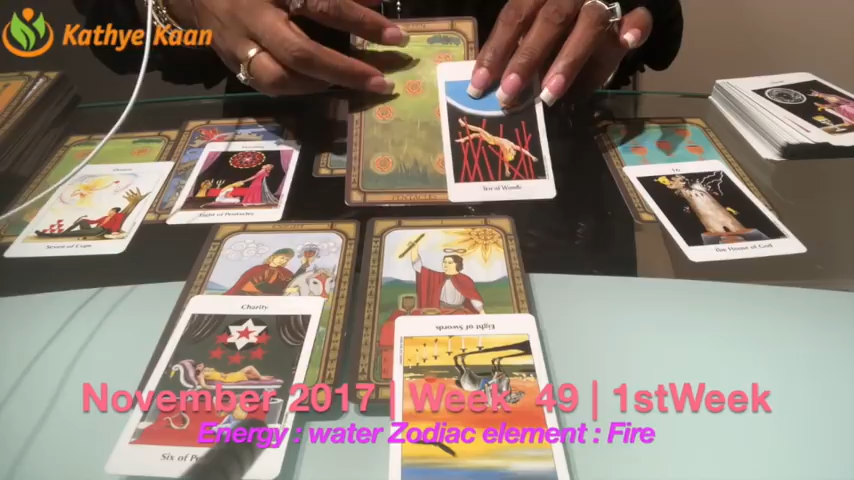 Kathye Kaan
PENTACLES
Ten of Wands
Seven of Cups
Eight of Pentacles
VI
The House of God
Charity
Six of
Eight of Swords
November 2017 | Week 49 | 1stWeek
Energy : water Zodiac element : Fire